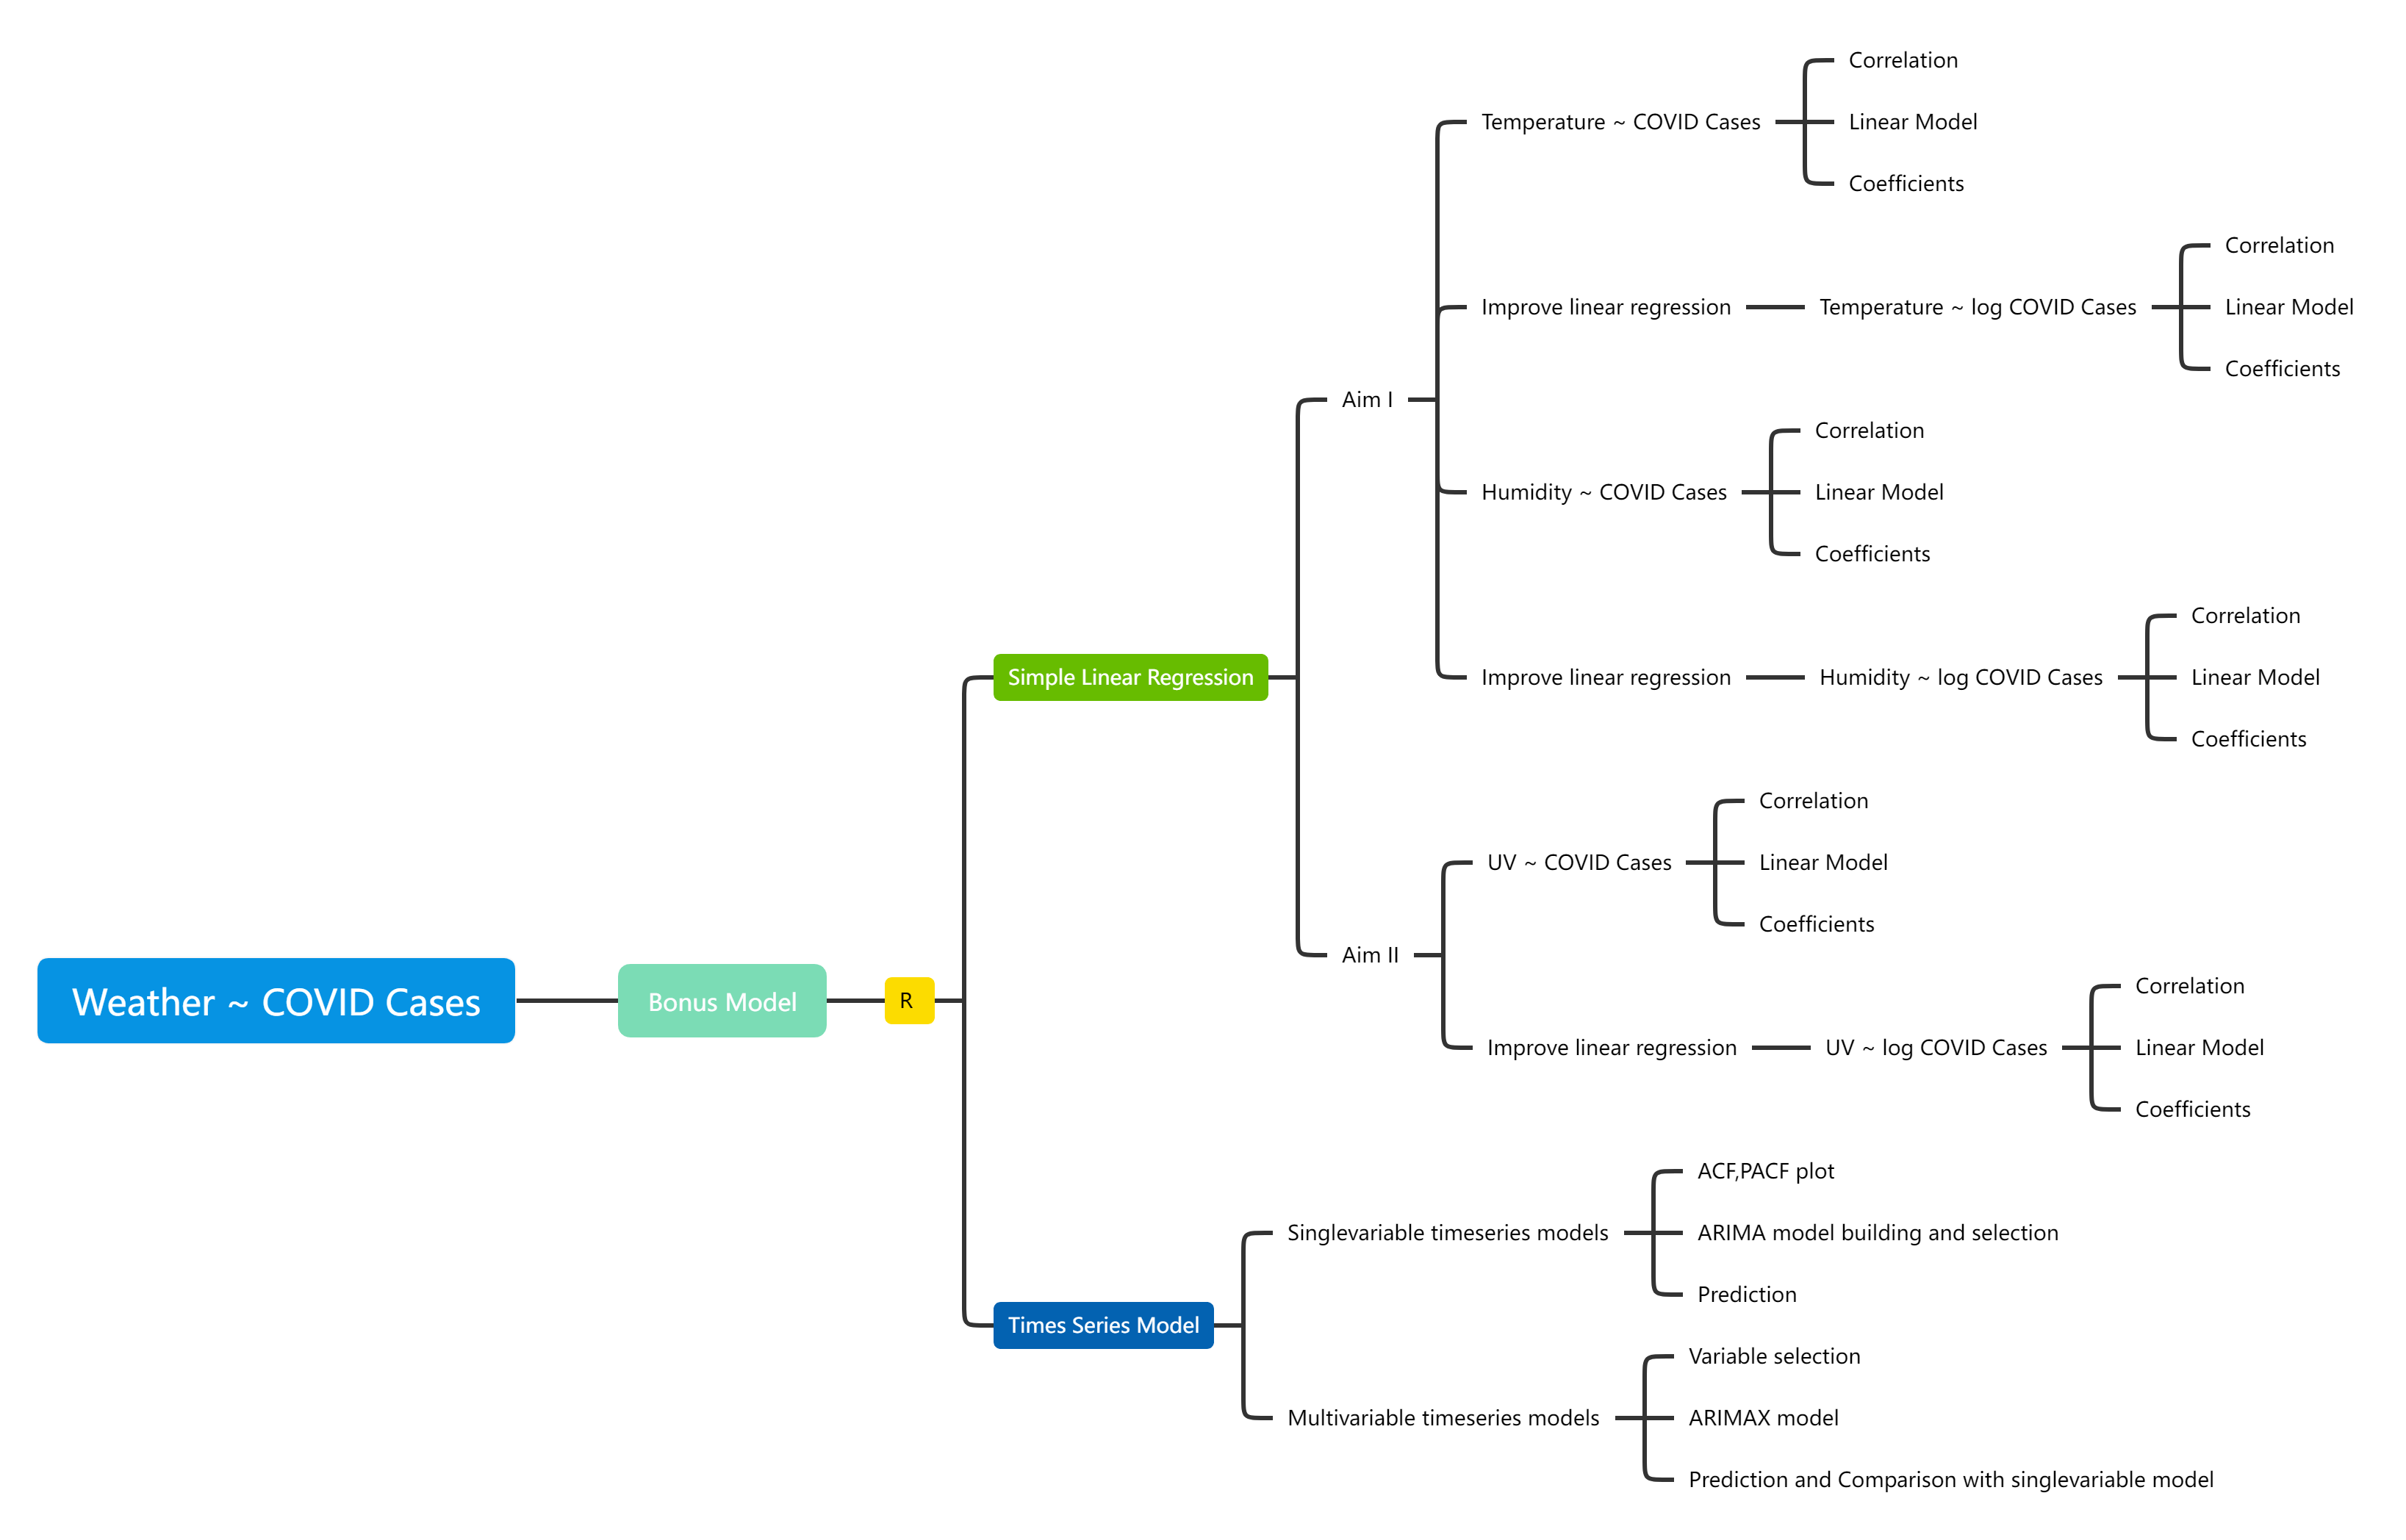 Weather ~ COVID Cases
Bonus Model
R
Simple Linear Regression
Aim I
Temperature ~ COVID Cases
Correlation
Linear Model
Coefficients
Improve linear regression
Temperature ~ log COVID Cases
Correlation
Linear Model
Coefficients
Humidity ~ COVID Cases
Correlation
Linear Model
Coefficients
Improve linear regression
Humidity ~ log COVID Cases
Correlation
Linear Model
Coefficients
Aim II
UV ~ COVID Cases
Correlation
Linear Model
Coefficients
Improve linear regression
UV ~ log COVID Cases
Correlation
Linear Model
Coefficients
Times Series Model
Singlevariable timeseries models
ACF,PACF plot
ARIMA model building and selection
Prediction
Multivariable timeseries models
Variable selection
ARIMAX model
Prediction and Comparison with singlevariable model